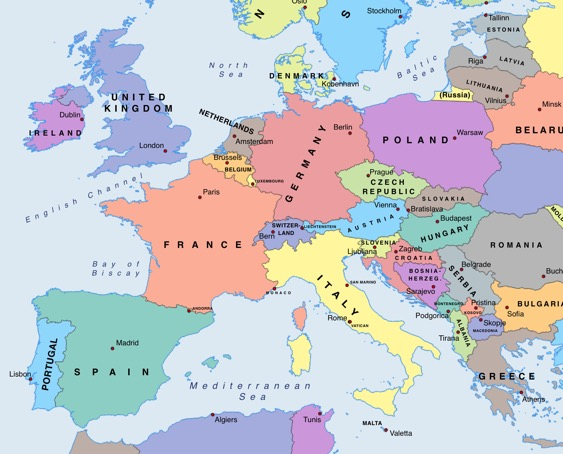 Oslo
N
S
Stockholm
Tallinn
ESTONIA
North
Sea
Baltic
Sea
Riga
LATVIA
DENMARK
København
LITHUANIA
Vilnius
(Russia)
Minsk
BELARU
UNITED
KINGDOM
Dublin
IRELAND
London
NETHERLANDS
Amsterdam
Berlin
POLAND
Warsaw
GERMANY
Brussels
BELGIUM
LUXEMBOURG
English Channel
Paris
Prague
CZECH
REPUBLIC
SLOVAKIA
Vienna
Bratislava
AUSTRIA
Budapest
HUNGARY
MOL
FRANCE
SWITZER-
LAND
Bern
LIECHTENSTEIN
SLOVENIA
Ljubljana
Zagreb
CROATIA
ROMANIA
Bay of
Biscay
BOSNIA
HERZEG.
Sarajevo
Belgrade
SERBIA
Buch
ITALY
SAN MARINO
MONACO
ANDORRA
MONTENEGRO
Podgorica
Pristina
KOSOVO
Sofia
BULGARIA
Rome
VATICAN
Skopje
MACEDONIA
Tirana
ALBANIA
PORTUGAL
Lisbon
Madrid
SPAIN
Mediterranean
Sea
GREECE
Athens
Algiers
Tunis
MALTA
Valetta